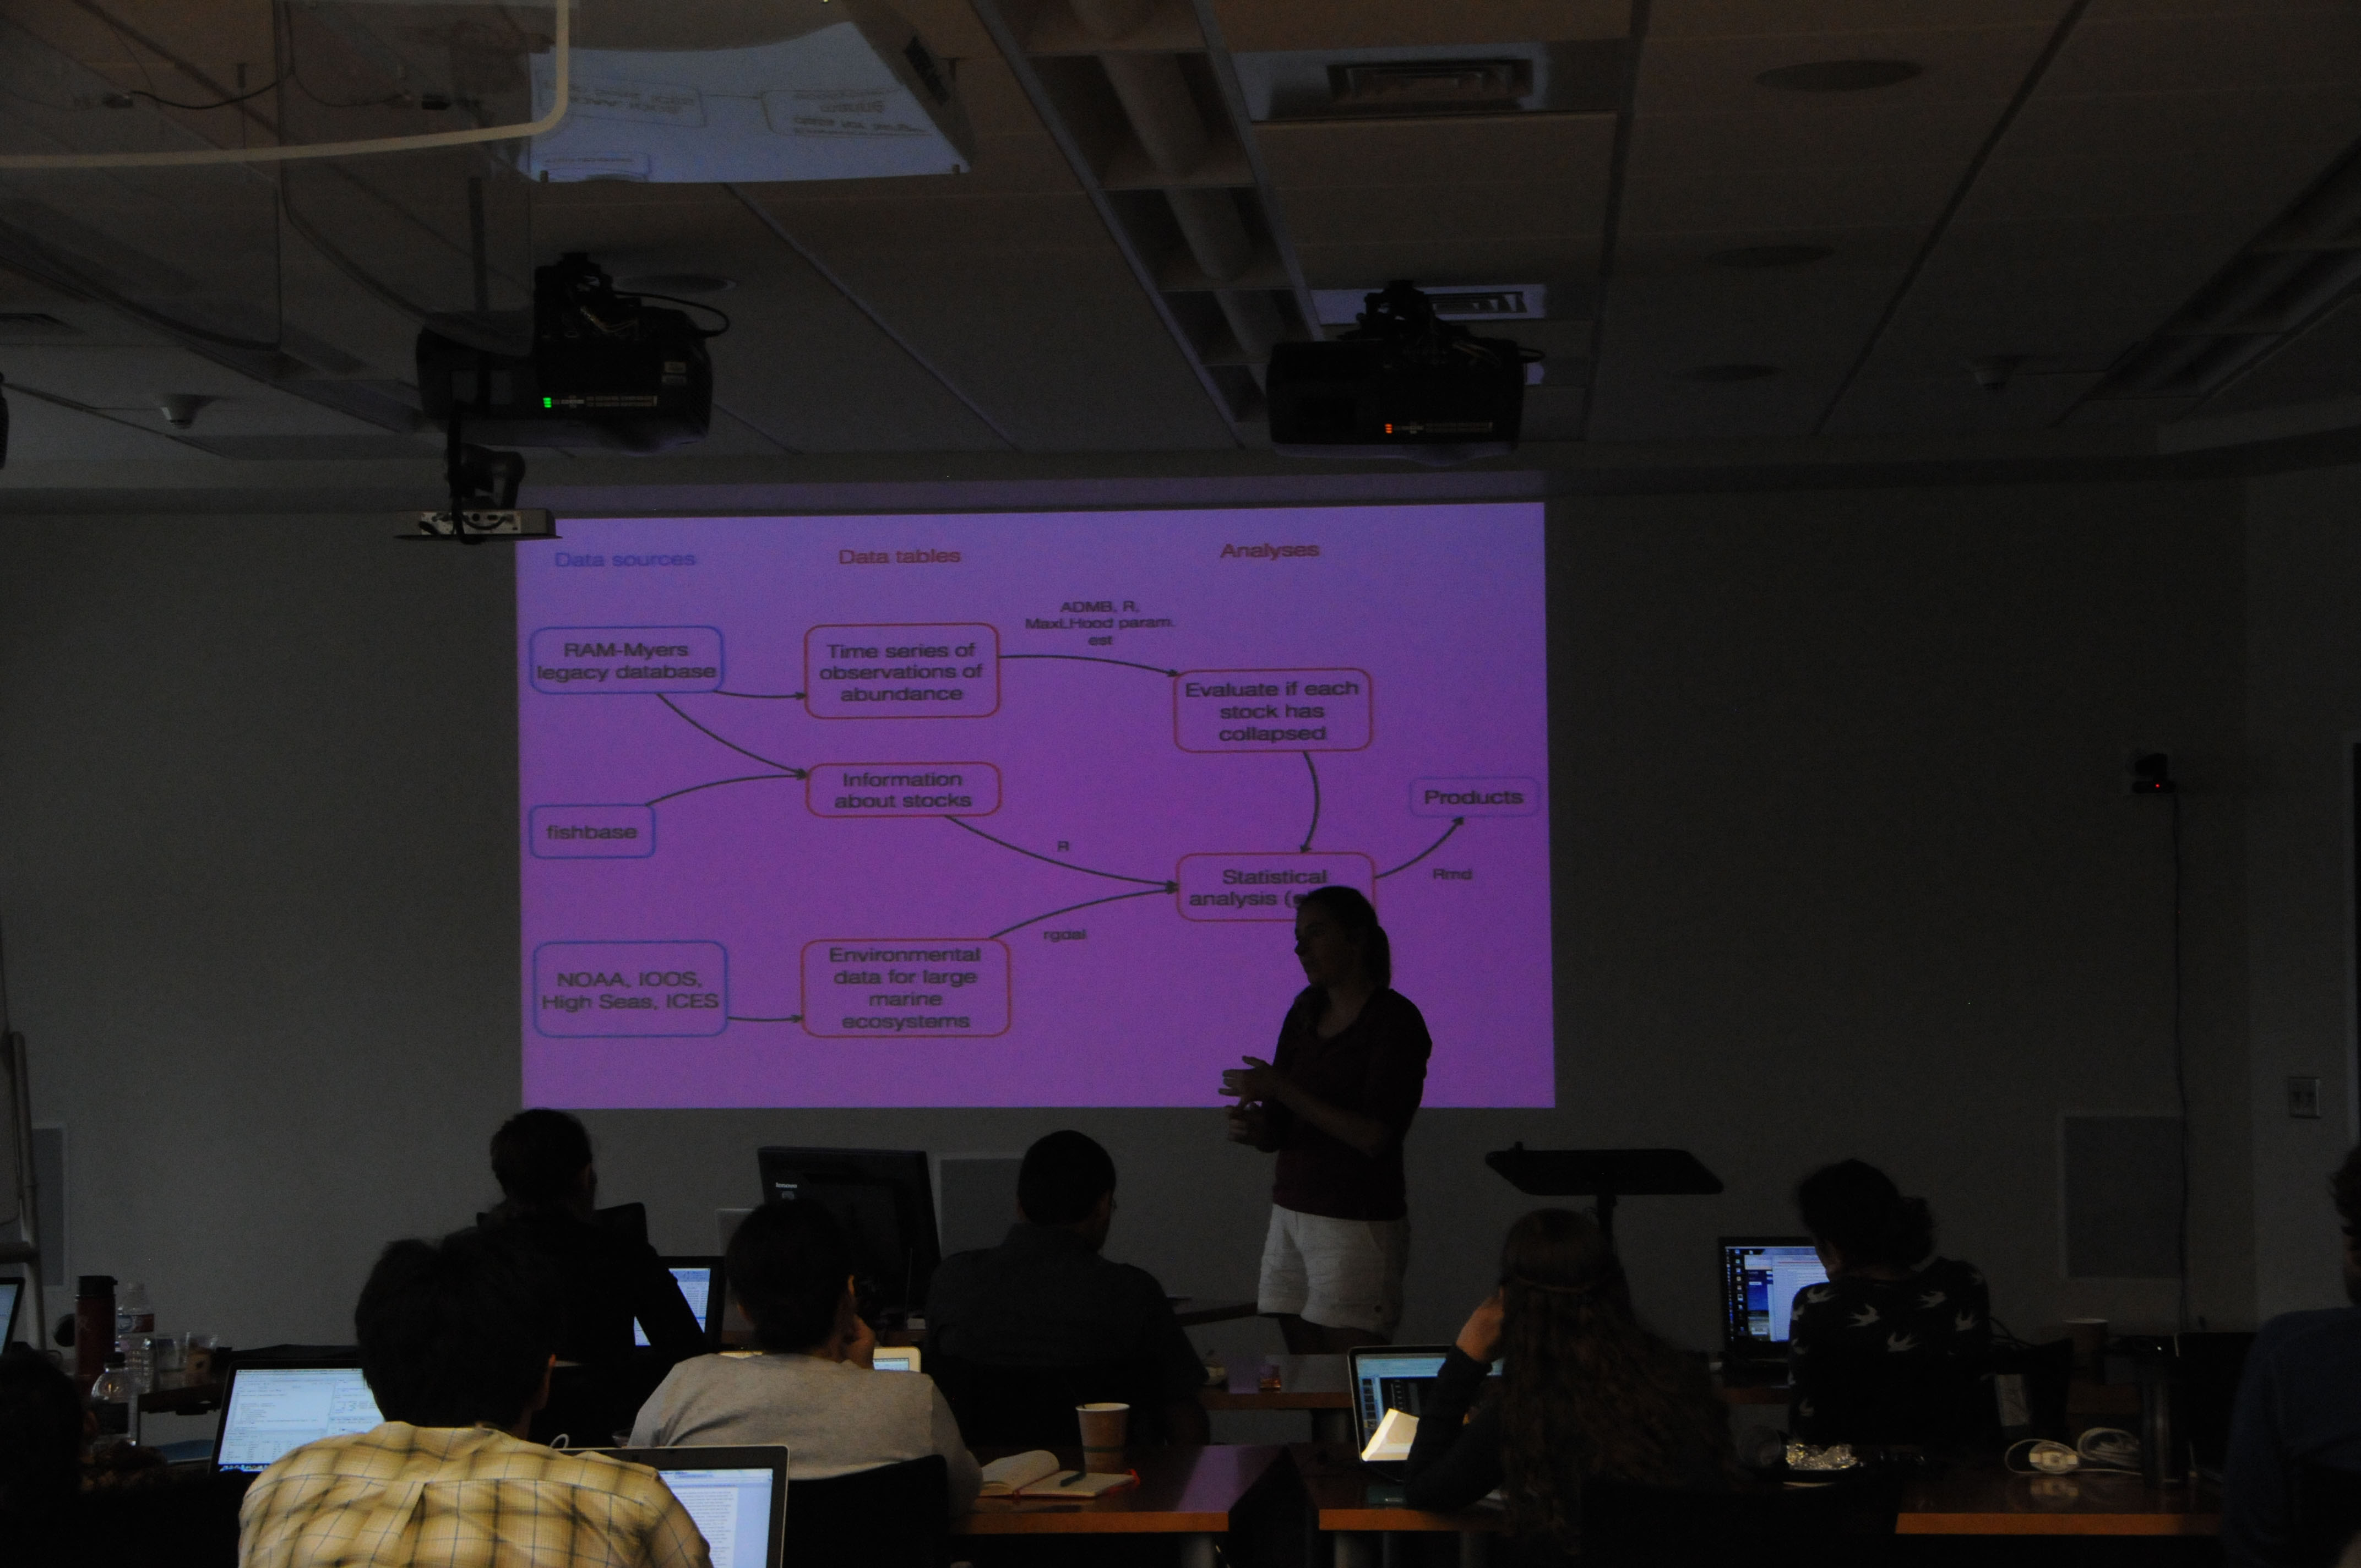 Data sources
Data tables
Analyses
ADMB, R,
MaxLHood param.
est
RAM-Myers
legacy database
Time series of
observations of
abundance
Evaluate if each
stock has
collapsed
Information
about stocks
Products
fishbase
R
Statistical
analysis (
Rmd
rgdal
NOAA, IOOS,
High Seas, ICES
Environmental
data for large
marine
ecosystems
lenovo